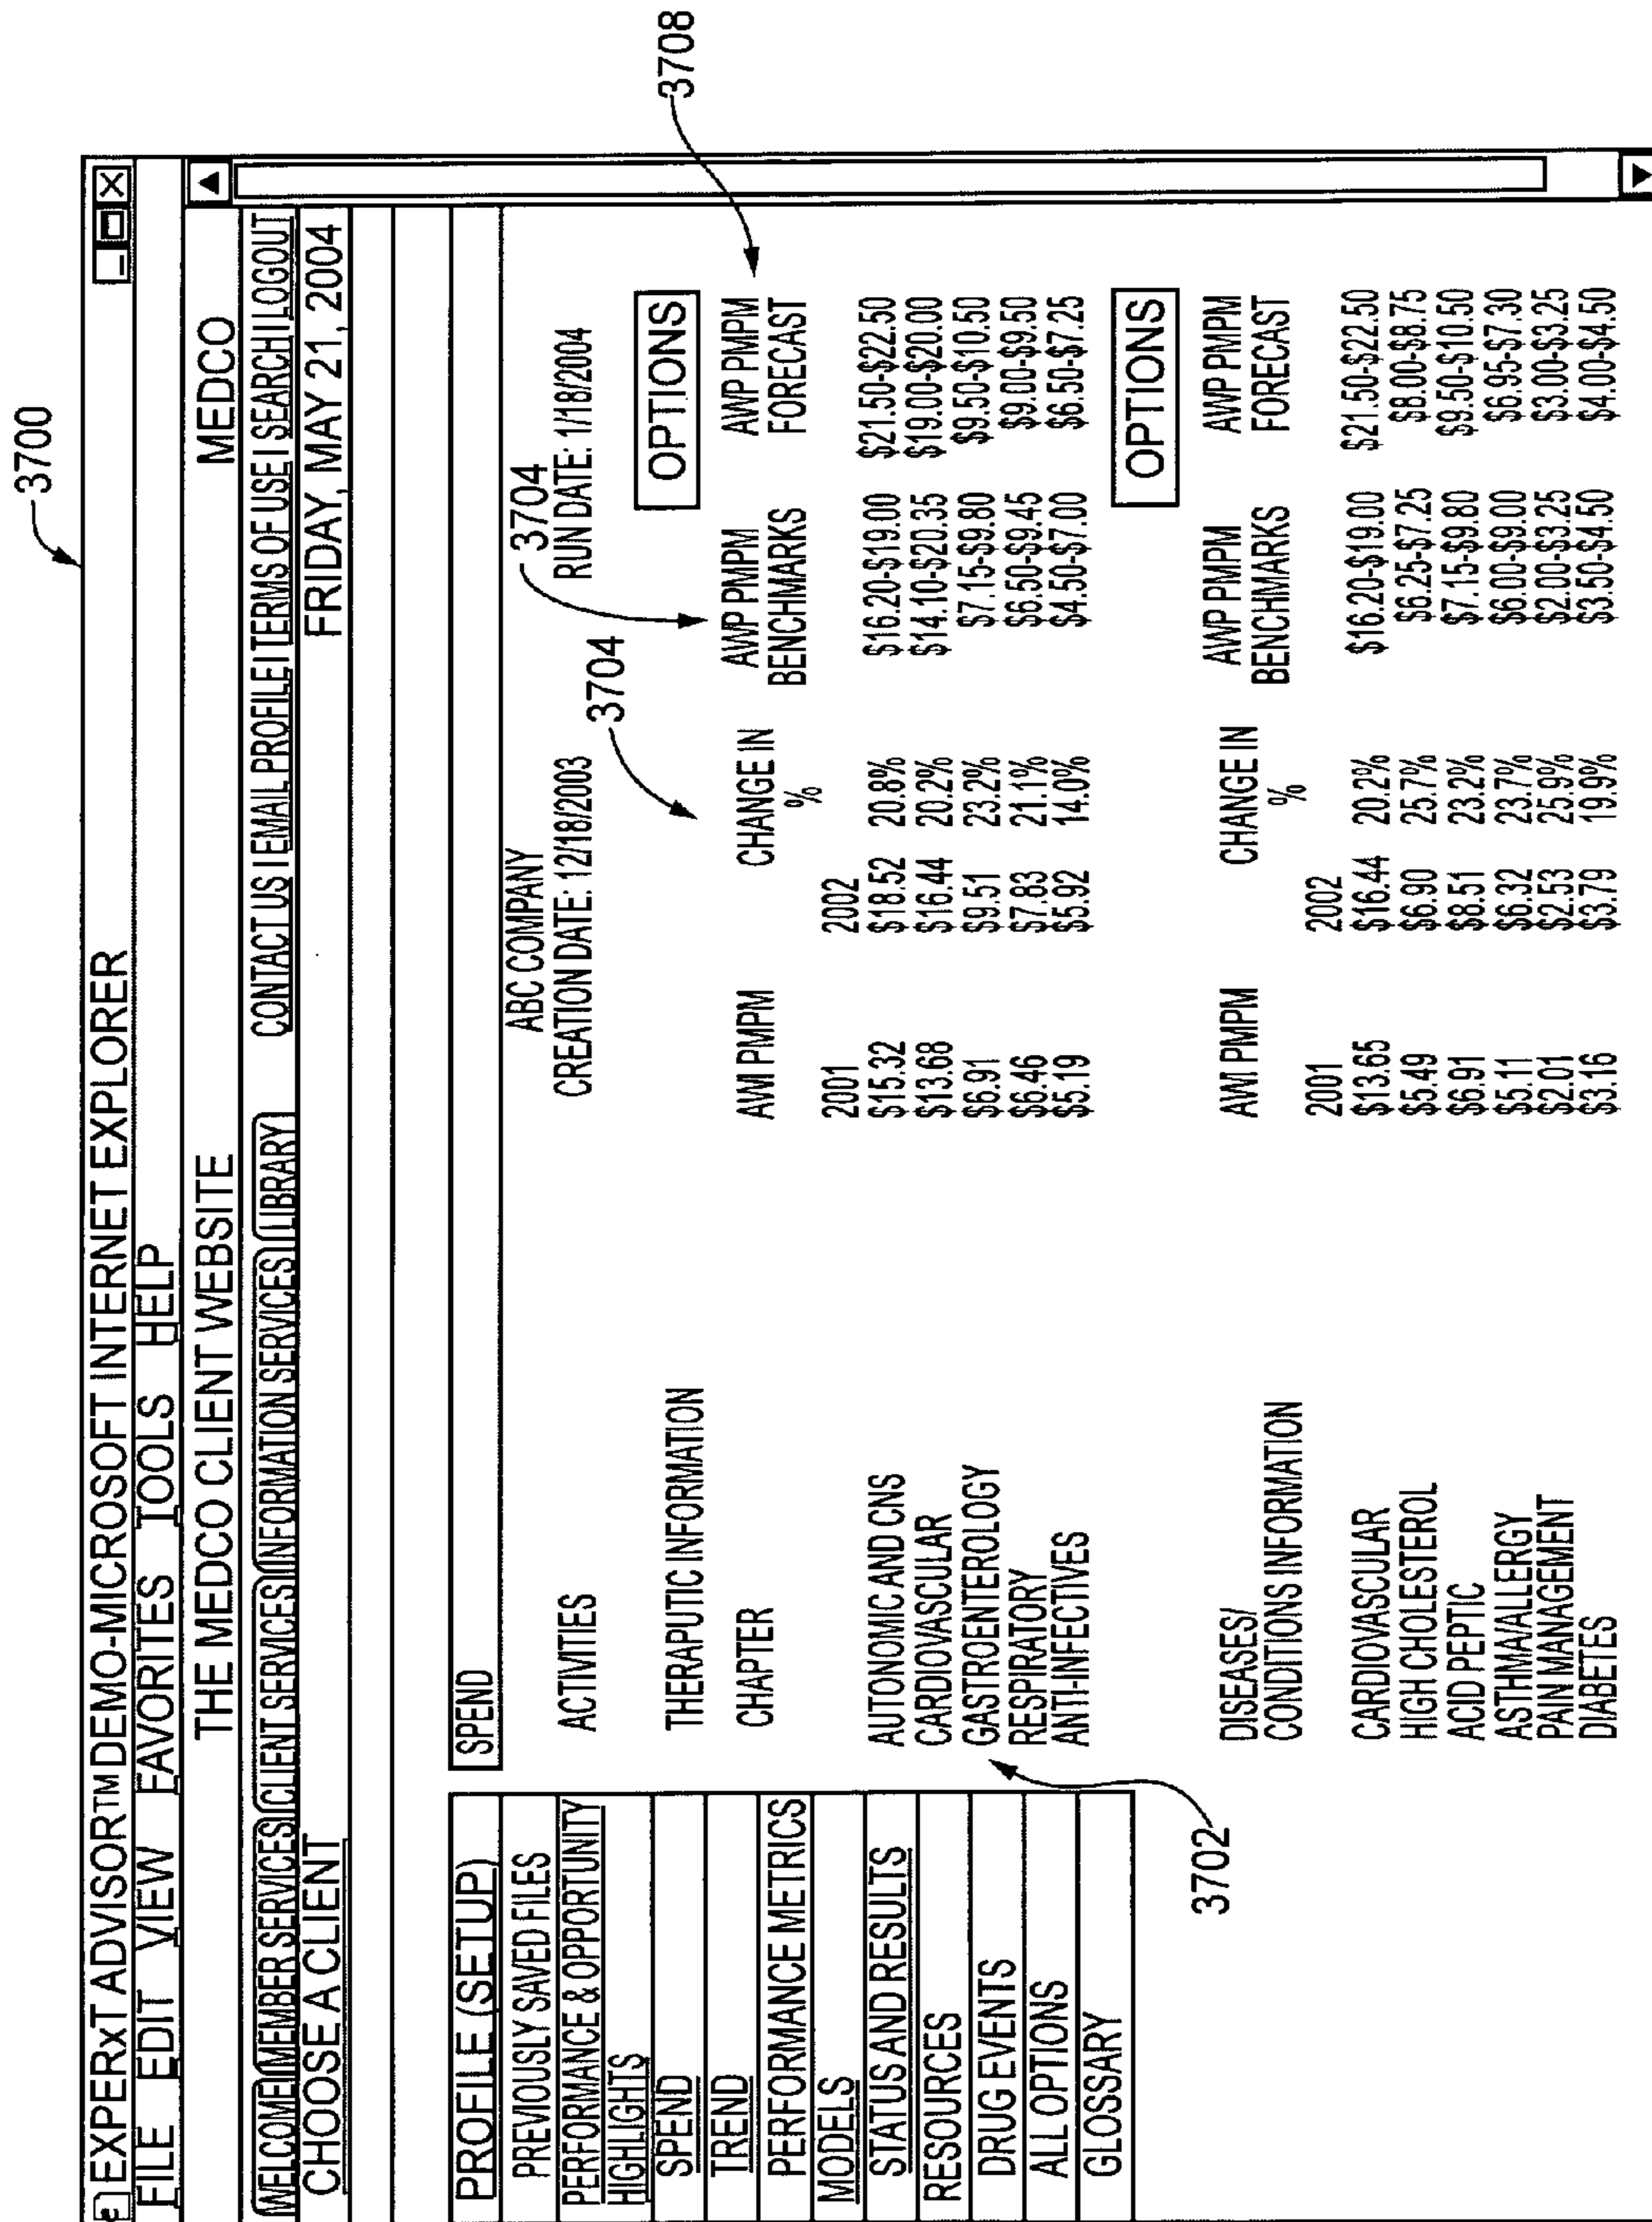 3700
EXPERxT ADVISOR™ DEMO-MICROSOFT INTERNET EXPLORER
FILE EDIT VIEW FAVORITES TOOLS HELP
THE MEDCO CLIENT WEBSITE MEDCO
WELCOME MEMBER SERVICES CLIENT SERVICES INFORMATION SERVICES LIBRARY CONTACT US | EMAIL PROFILE | TERMS OF USE | SEARCH | LOGOUT
CHOOSE A CLIENT FRIDAY, MAY 21, 2004
PROFILE (SETUP)
PREVIOUSLY SAVED FILES
PERFORMANCE & OPPORTUNITY
HIGHLIGHTS
SPEND
TREND
PERFORMANCE METRICS
MODELS
STATUS AND RESULTS
RESOURCES
DRUG EVENTS
ALL OPTIONS
GLOSSARY
3702
SPEND
ABC COMPANY
3704
ACTIVITIES CREATION DATE: 12/18/2003 RUN DATE: 1/18/2004
3704
THERAPUTIC INFORMATION OPTIONS
3708
CHAPTER AWI PMPM CHANGE IN AWP PMPM AWP PMPM
% BENCHMARKS FORECAST
2001 2002
AUTONOMIC AND CNS $15.32 $18.52 20.8% $16.20-$19.00 $21.50-$22.50
CARDIOVASCULAR $13.68 $16.44 20.2% $14.10-$20.35 $19.00-$20.00
GASTROENTEROLOGY $6.91 $9.51 23.2% $7.15-$9.80 $9.50-$10.50
RESPIRATORY $6.46 $7.83 21.1% $6.50-$9.45 $9.00-$9.50
ANTI-INFECTIVES $5.19 $5.92 14.0% $4.50-$7.00 $6.50-$7.25
OPTIONS
DISEASES/ AWI PMPM CHANGE IN AWP PMPM AWP PMPM
CONDITIONS INFORMATION % BENCHMARKS FORECAST
2001 2002
CARDIOVASCULAR $13.65 $16.44 20.2% $16.20-$19.00 $21.50-$22.50
HIGH CHOLESTEROL $5.49 $6.90 25.7% $6.25-$7.25 $8.00-$8.75
ACID PEPTIC $6.91 $8.51 23.2% $7.15-$9.80 $9.50-$10.50
ASTHMA/ALLERGY $5.11 $6.32 23.7% $6.00-$9.00 $6.95-$7.30
PAIN MANAGEMENT $2.01 $2.53 25.9% $2.00-$3.25 $3.00-$3.25
DIABETES $3.16 $3.79 19.9% $3.50-$4.50 $4.00-$4.50